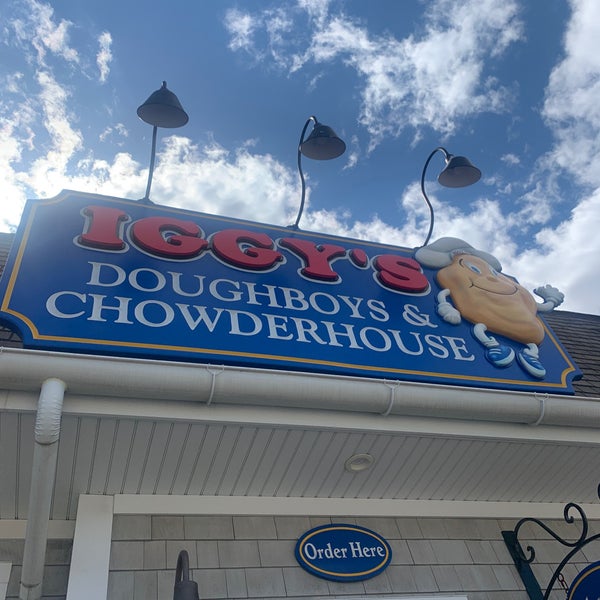 IGGY'S
DOUGHBOYS &
CHOWDERHOUSE
Order Here